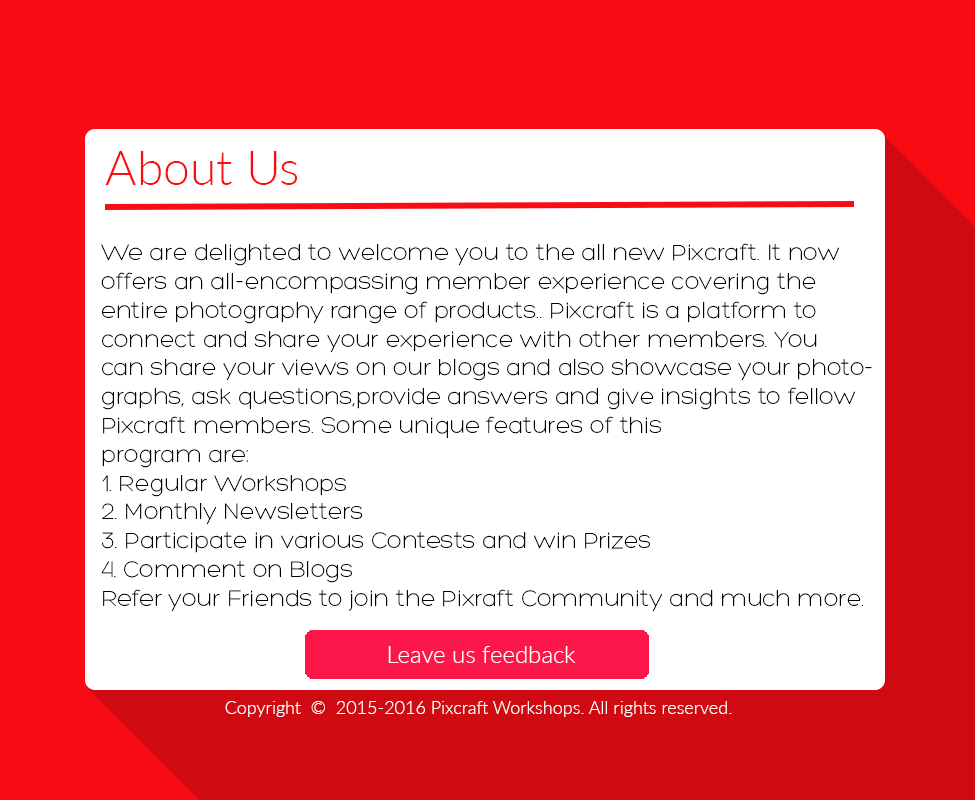 About Us
We are delighted to welcome you to the all new Pixcraft. It now
offers an all-encompassing member experience covering the
entire photography range of products.. Pixcraft is a platform to
connect and share your experience with other members. You
can share your views on our blogs and also showcase your photo-
graphs, ask questions,provide answers and give insights to fellow
Pixcraft members. Some unique features of this
program are:
1. Regular Workshops
2. Monthly Newsletters
3. Participate in various Contests and win Prizes
4. Comment on Blogs
Refer your Friends to join the Pixraft Community and much more.
Leave us feedback
Copyright © 2015-2016 Pixcraft Workshops. All rights reserved.